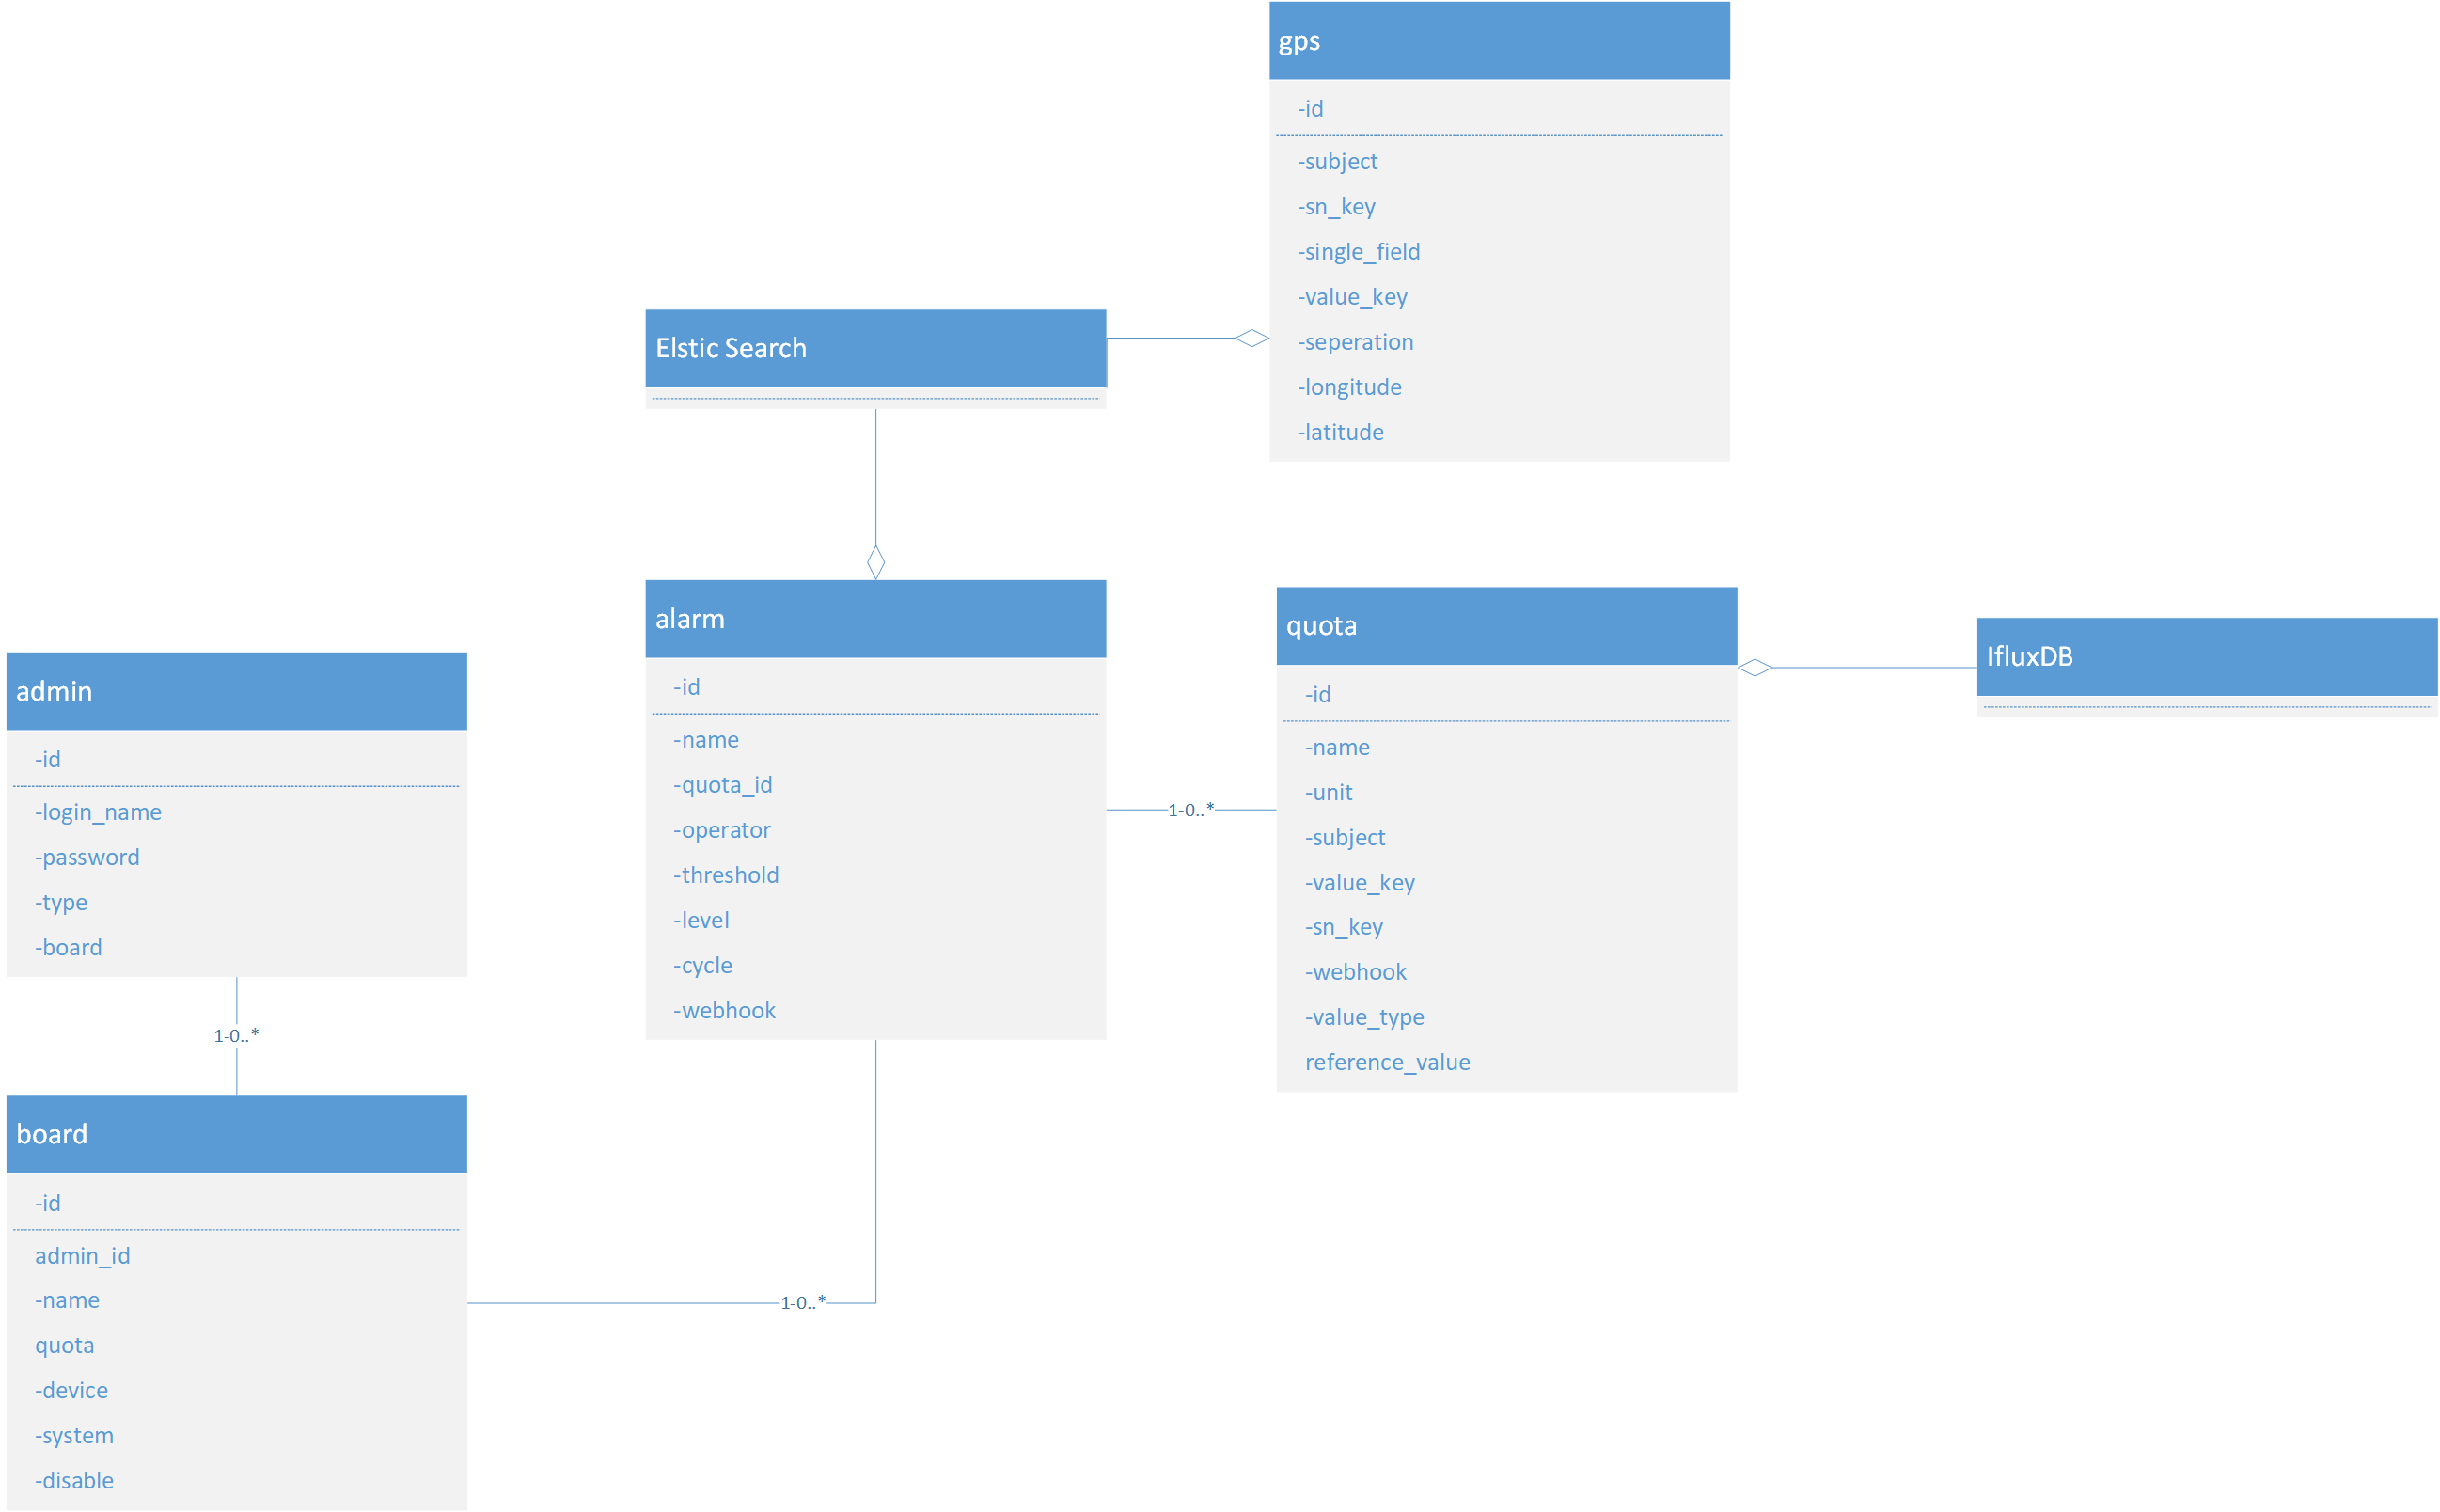 gps
-id
-subject
-sn_key
-single_field
-value_key
-seperation
-longitude
-latitude
Elstic Search
alarm
-id
-name
-quota_id
-operator
-threshold
-level
-cycle
-webhook
1-0..*
quota
-id
-name
-unit
-subject
-value_key
-sn_key
-webhook
-value_type
reference_value
IfluxDB
admin
-id
-login_name
-password
-type
-board
1-0..*
board
-id
admin_id
-name
quota
-device
-system
-disable
1-0..*